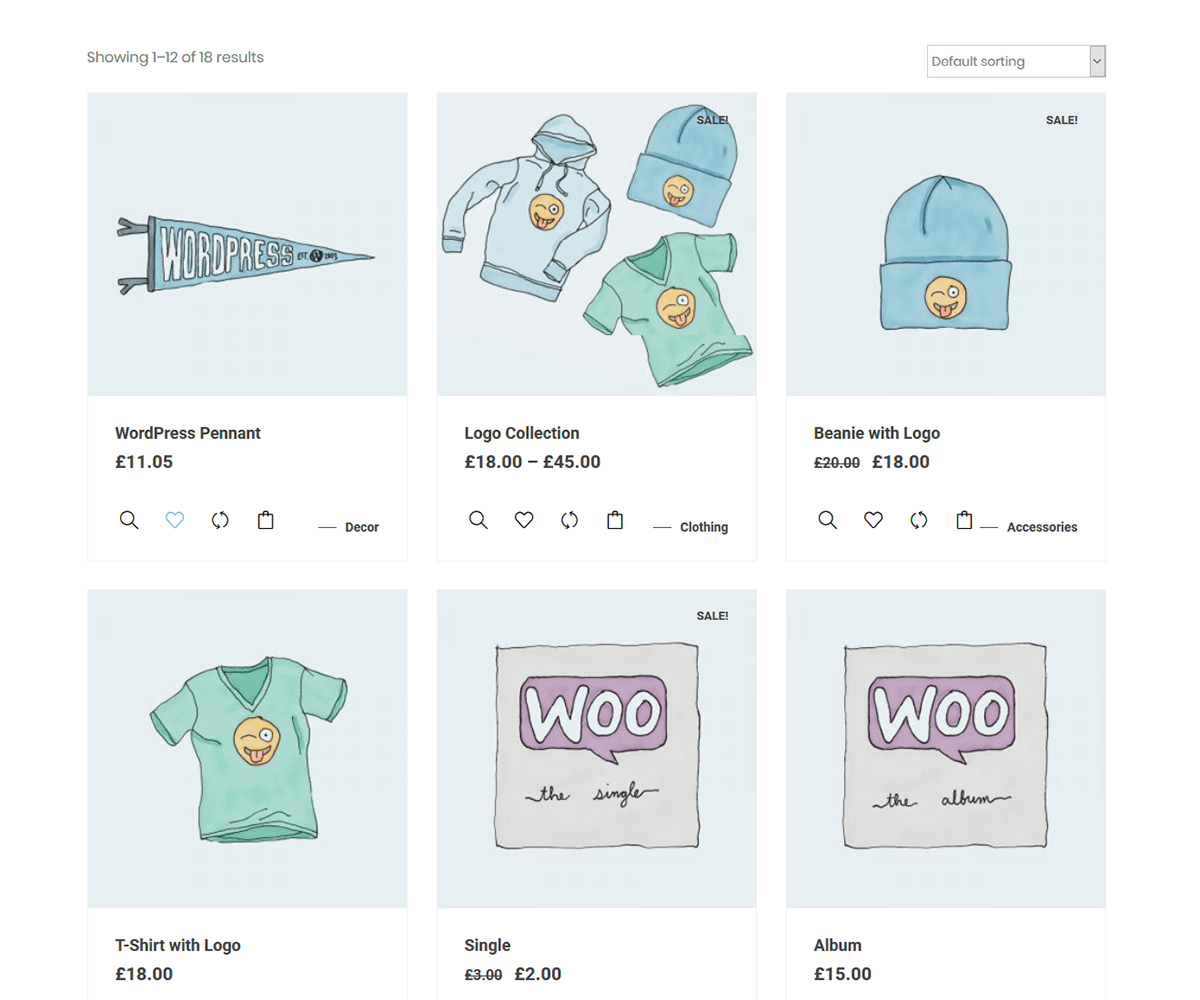 Showing 1–12 of 18 results
Default sorting
WORDPRESS EST. W 2003
SALE!
SALE!
WordPress Pennant
£11.05
Decor
Logo Collection
£18.00 – £45.00
Clothing
Beanie with Logo
£20.00 £18.00
Accessories
SALE!
WOO
the single
WOO
the album
T-Shirt with Logo
£18.00
Single
£3.00 £2.00
Album
£15.00